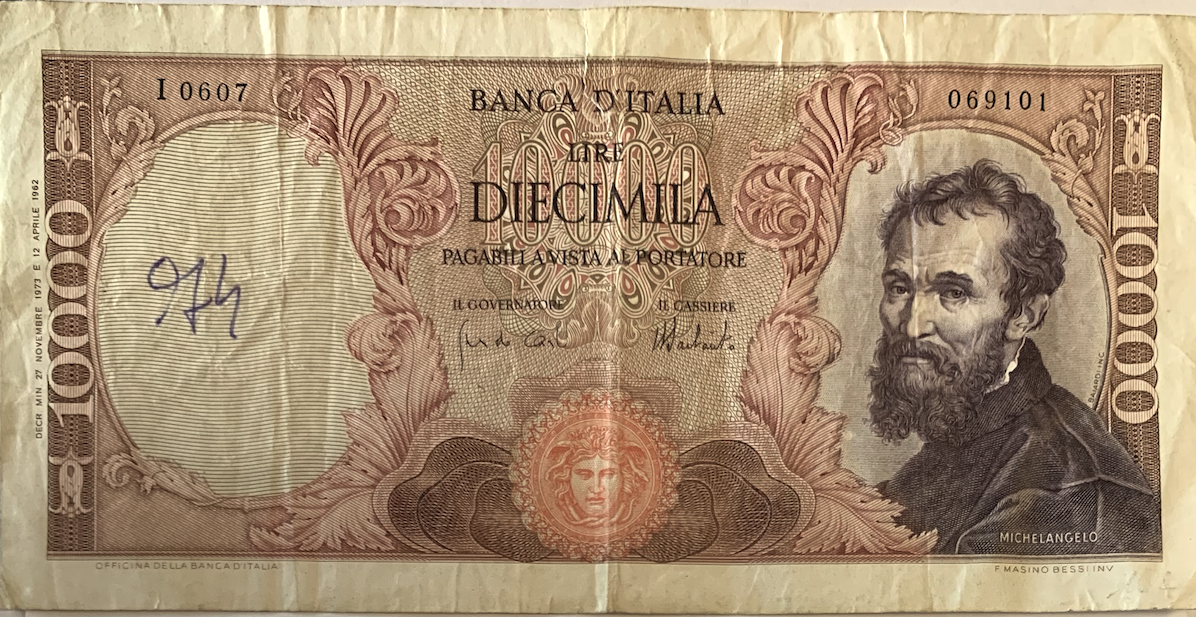 I 0607
BANCA D'ITALIA
069101
LIRE
10000
DIECIMILA
PAGABILI A VISTA AL PORTATORE
IL GOVERNATORE
IL CASSIERE
DECR MIN 27 NOVEMBRE 1973 E 12 APRILE 1962
10000
10000
MICHELANGELO
OFFICINA DELLA BANCA D'ITALIA
F MASINO BESSI INV